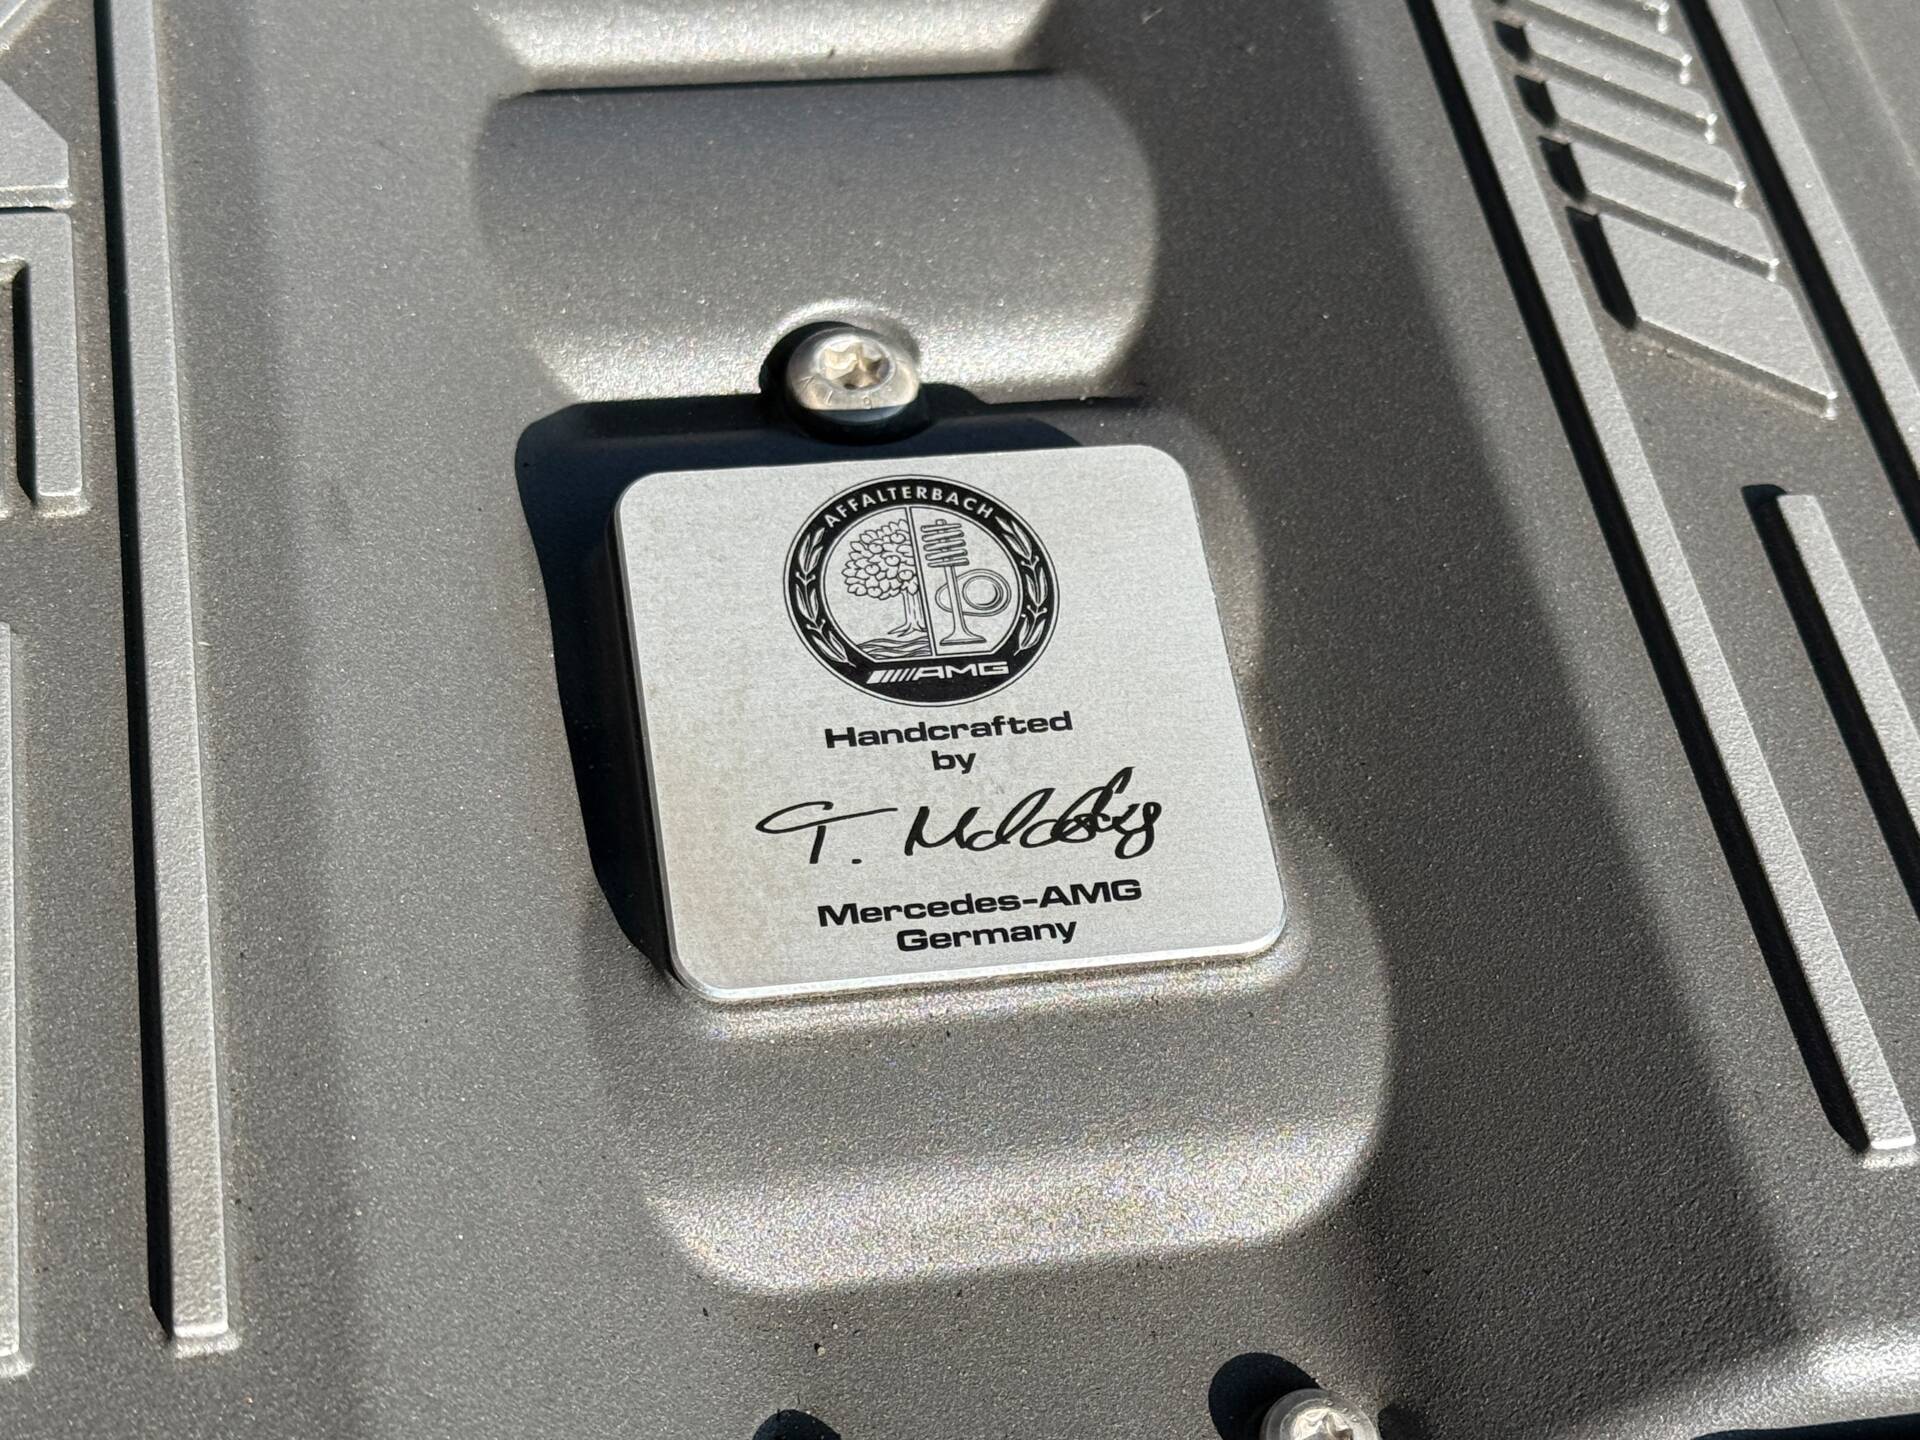 AFFALTERBACH
AMG
Handcrafted
by
T.
Mercedes-AMG
Germany